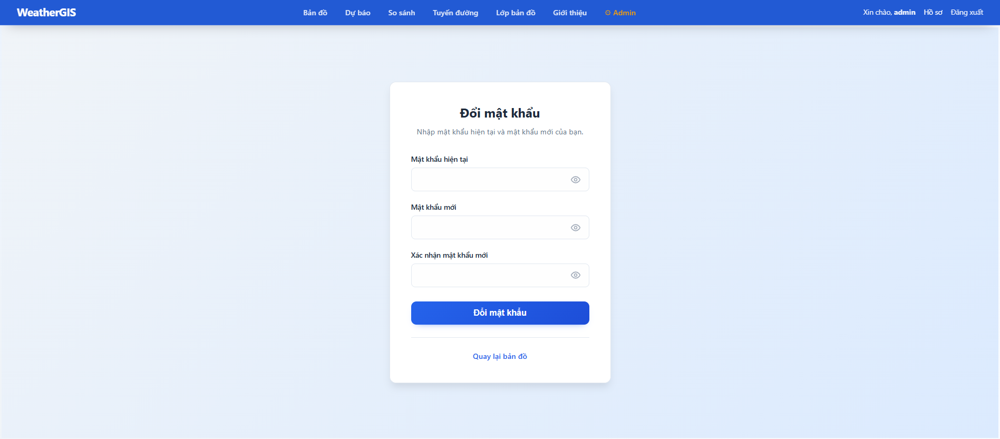 WeatherGIS
Bản đồ Dự báo So sánh Tuyến đường Lớp bản đồ Giới thiệu ⚙ Admin
Xin chào, admin Hồ sơ Đăng xuất
Đổi mật khẩu
Nhập mật khẩu hiện tại và mật khẩu mới của bạn.
Mật khẩu hiện tại
Mật khẩu mới
Xác nhận mật khẩu mới
Đổi mật khẩu
Quay lại bản đồ